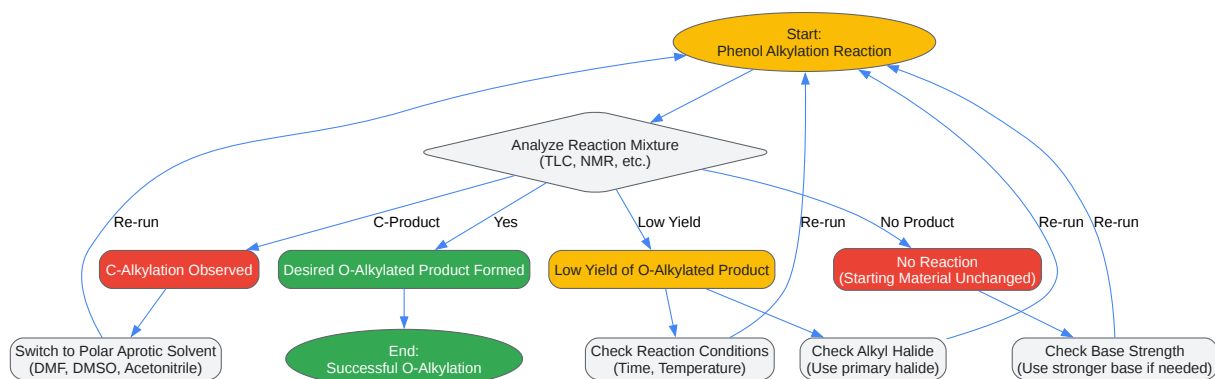 Start:
Phenol Alkylation Reaction
Analyze Reaction Mixture
(TLC, NMR, etc.)
Re-run
C-Product
Yes
Low Yield
Re-run
No Product
Re-run
Re-run
C-Alkylation Observed
Desired O-Alkylated Product Formed
Low Yield of O-Alkylated Product
No Reaction
(Starting Material Unchanged)
Switch to Polar Aprotic Solvent
(DMF, DMSO, Acetonitrile)
End:
Successful O-Alkylation
Check Reaction Conditions
(Time, Temperature)
Check Alkyl Halide
(Use primary halide)
Check Base Strength
(Use stronger base if needed)